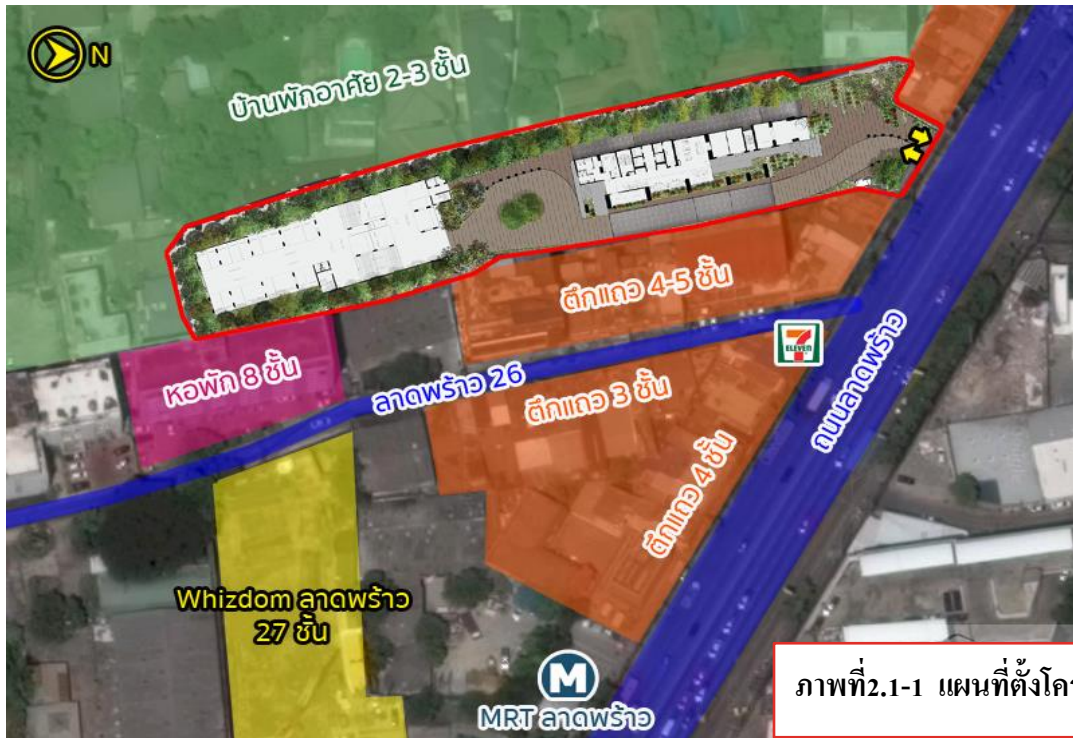 N
บ้านพักอาศัย 2-3 ชั้น
ตึกแถว 4-5 ชั้น
7
ELEVEN
หอพัก 8 ชั้น
ลาดพร้าว 26
ตึกแถว 3 ชั้น
ถนนลาดพร้าว
ตึกแถว 4 ชั้น
Whizdom ลาดพร้าว
27 ชั้น
M
MRT ลาดพร้าว
ภาพที่2.1-1 แผนที่ตั้งโคร